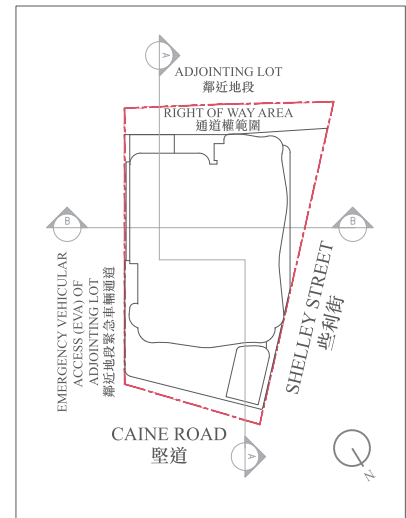 A
ADJOINTING LOT
鄰近地段
RIGHT OF WAY AREA
通道權範圍
B
B
EMERGENCY VEHICULAR
ACCESS (EVA) OF
ADJOINTING LOT
鄰近地段緊急車輛通道
SHELLEY STREET
些利街
CAINE ROAD
堅道
A
N